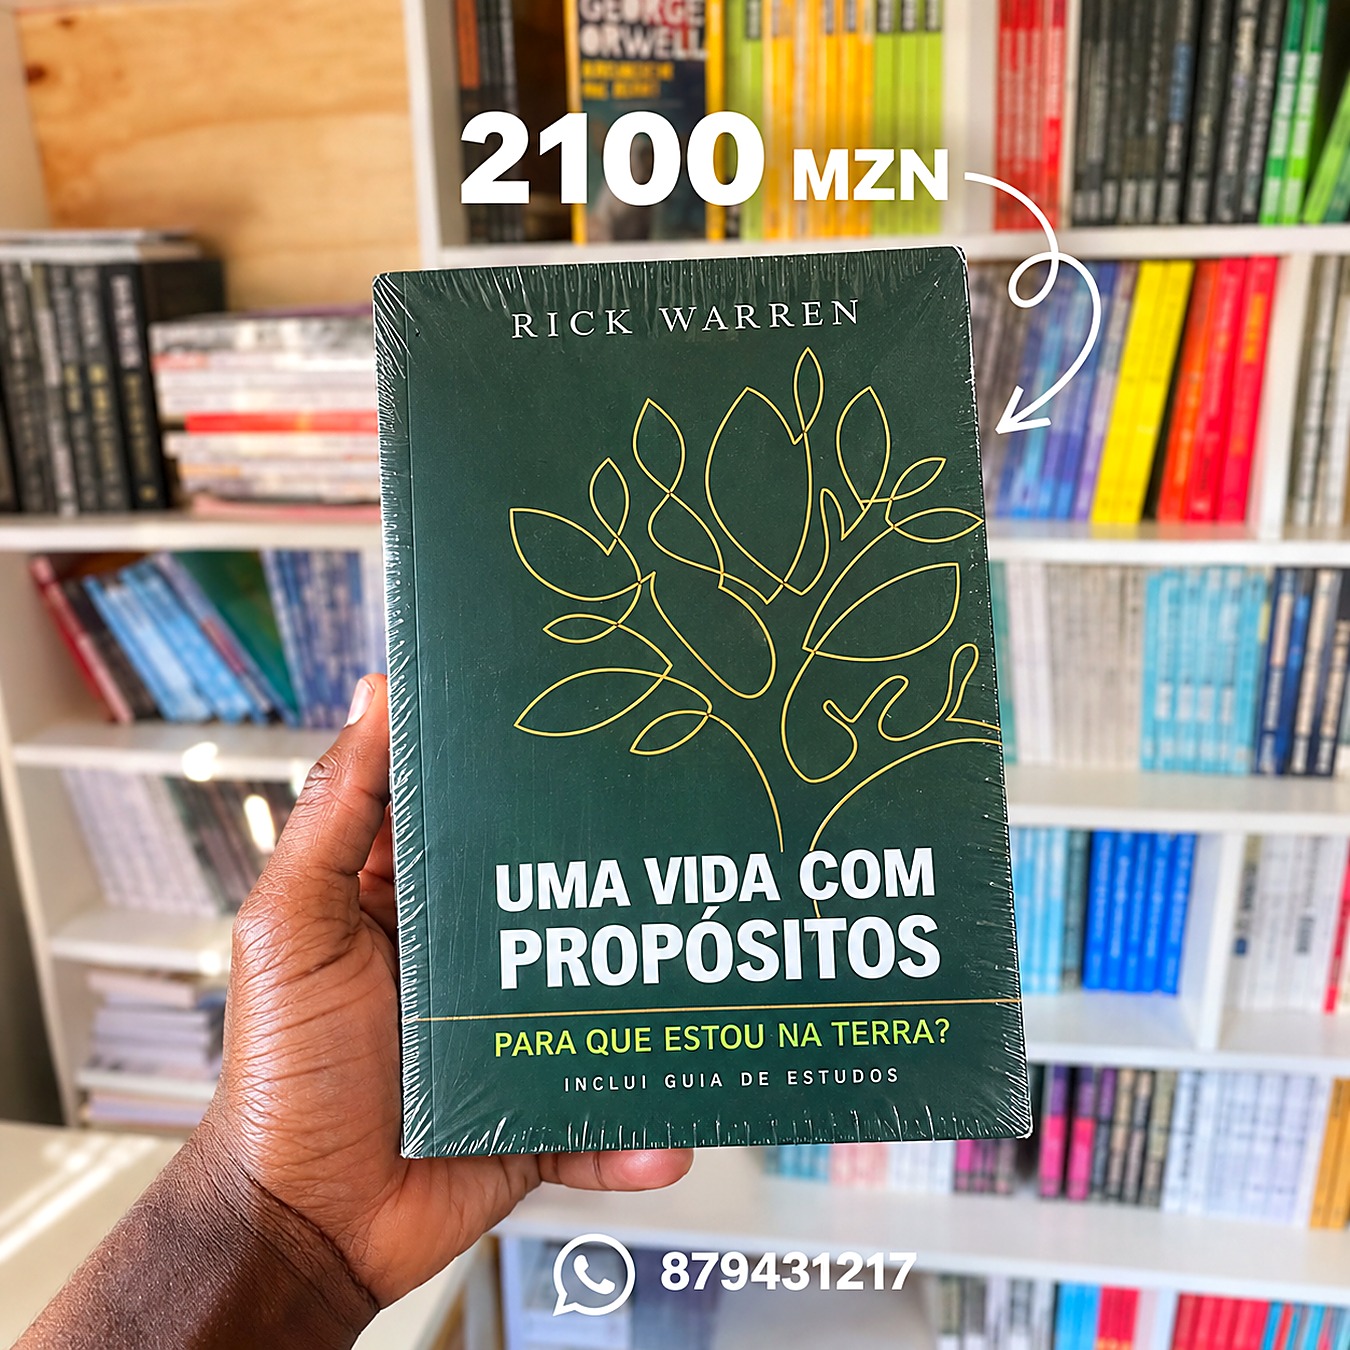 GEORGE
ORWELL
2100 MZN
RICK WARREN
UMA VIDA COM
PROPÓSITOS
PARA QUE ESTOU NA TERRA?
INCLUI GUIA DE ESTUDOS
879431217